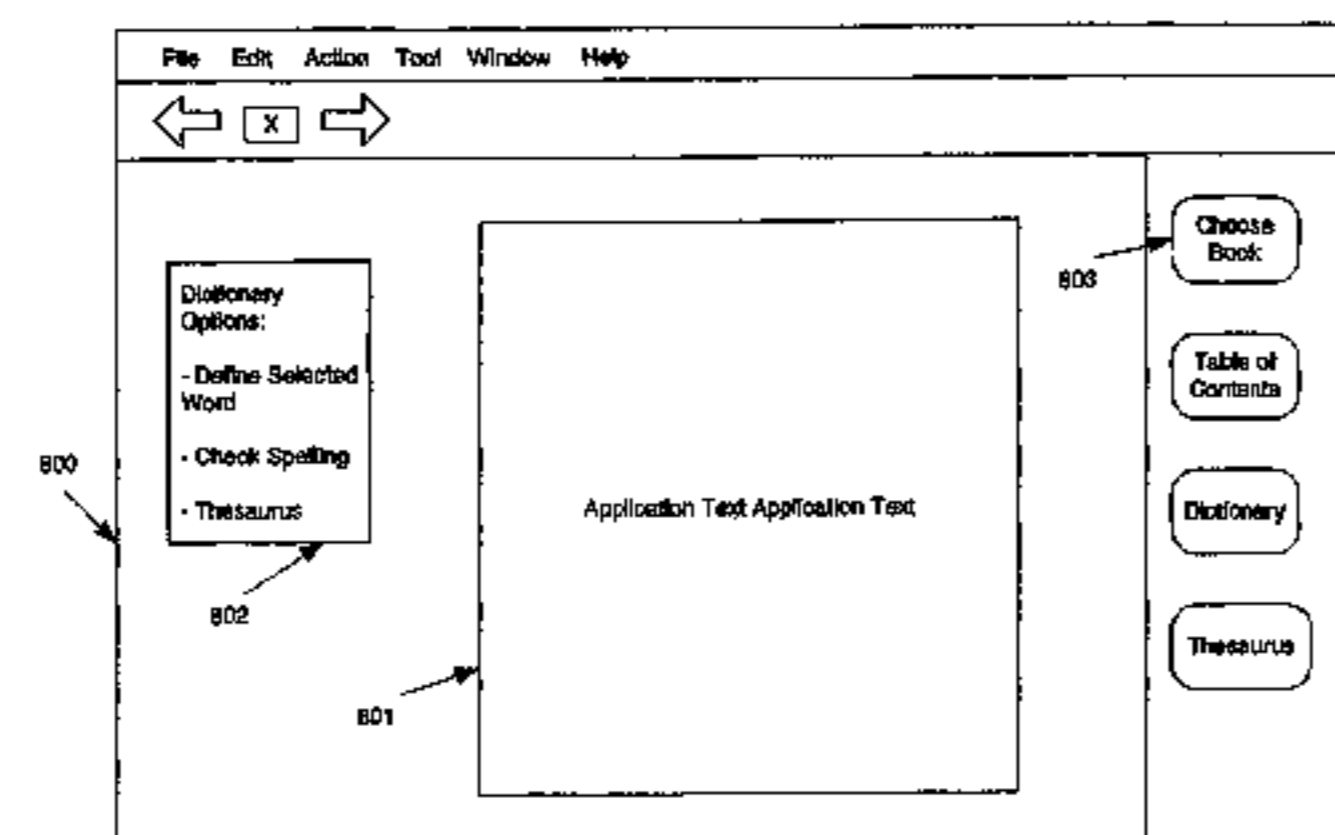 File Edit Action Tool Window Help
X
Choose
Book
803
Dictionary
Options:
- Define Selected
Word
- Check Spelling
- Thesaurus
800
802
801
Application Text Application Text
Table of
Contents
Dictionary
Thesaurus